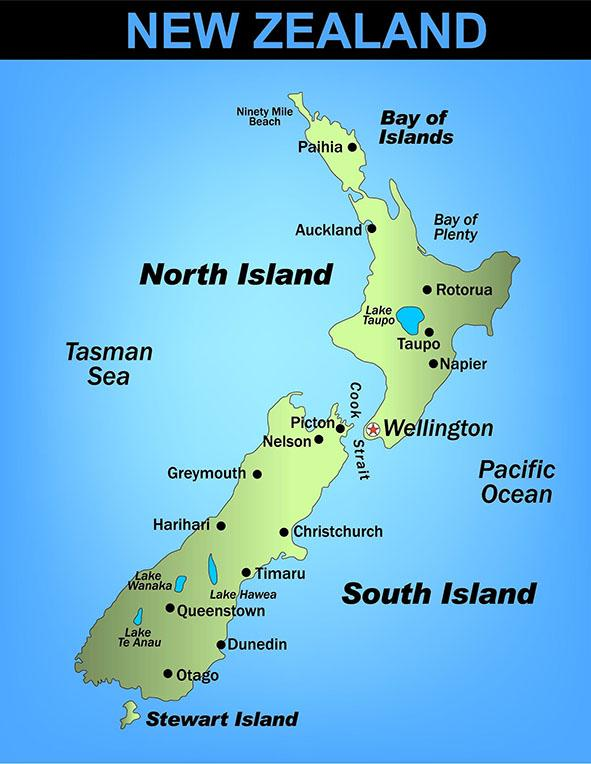 NEW ZEALAND
Ninety Mile
Beach
Bay of
Islands
Paihia
Bay of
Plenty
Auckland
North Island
Rotorua
Lake
Taupo
Taupo
Tasman
Sea
Napier
Cook
Strait
Picton
Wellington
Nelson
Pacific
Ocean
Greymouth
Harihari
Christchurch
Timaru
Lake
Wanaka
Lake Hawea
South Island
Queenstown
Lake
Te Anau
Dunedin
Otago
Stewart Island